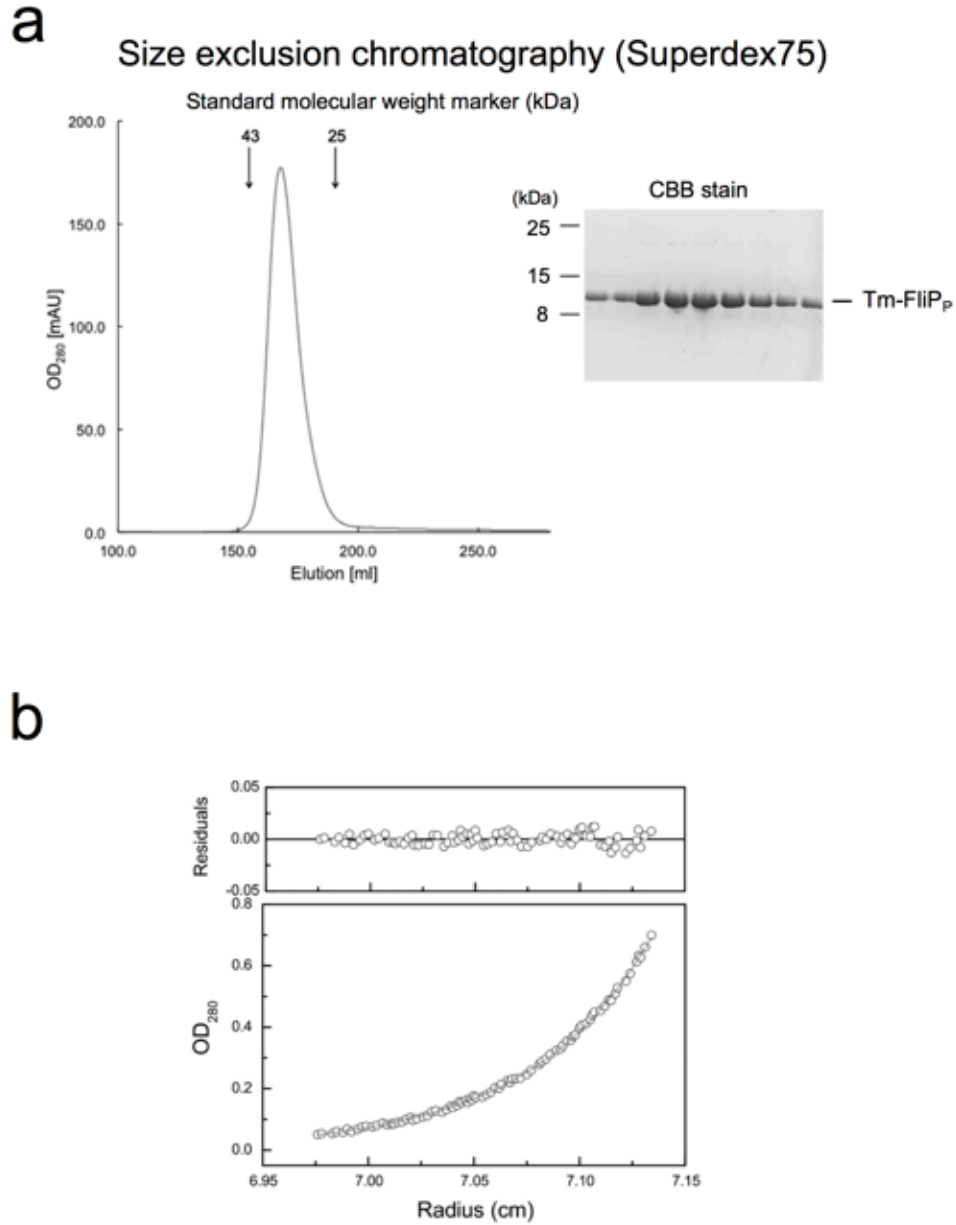 a
Size exclusion chromatography (Superdex75)
Standard molecular weight marker (kDa)
200.0
43
25
150.0
100.0
50.0
0.0
OD280 [mAU]
100.0
150.0
200.0
250.0
Elution [ml]
CBB stain
(kDa)
25
15
8
Tm-FliPP
b
0.05
0.00
-0.05
Residuals
0.8
0.6
0.4
0.2
0.0
OD280
6.95
7.00
7.05
7.10
7.15
Radius (cm)